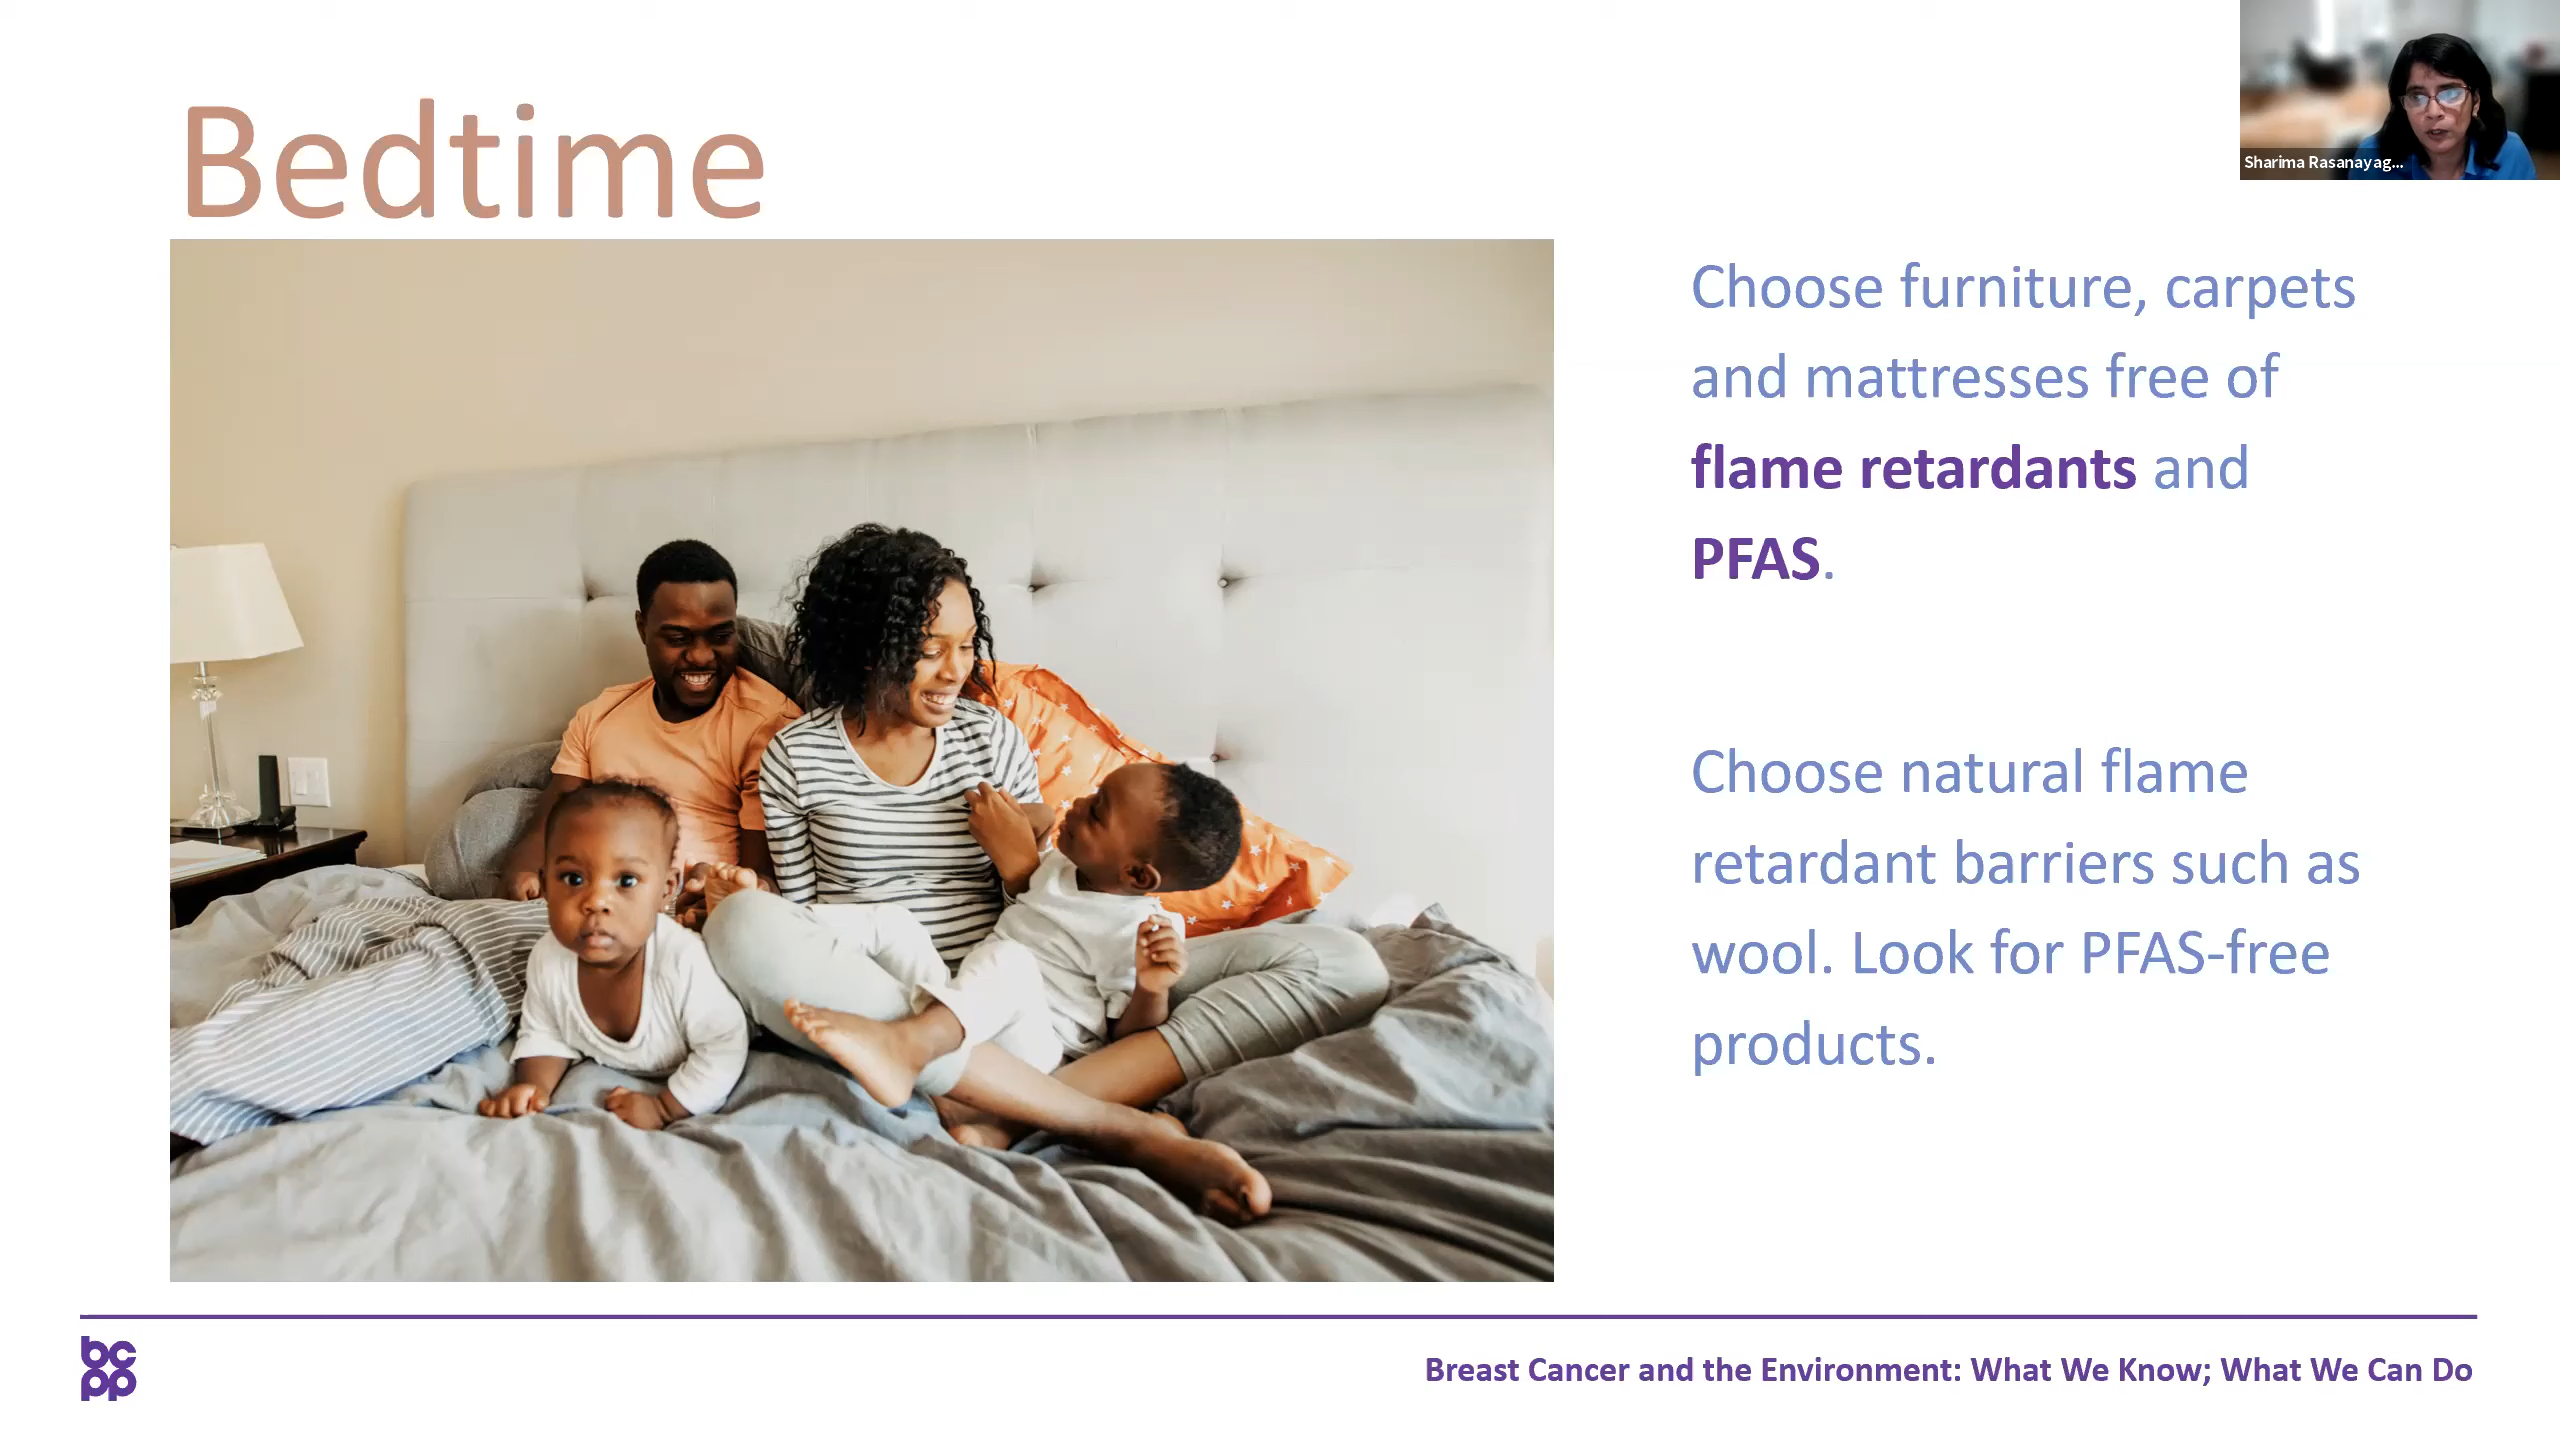 Bedtime
Sharima Rasanayag...
Choose furniture, carpets
and mattresses free of
flame retardants and
PFAS.
Choose natural flame
retardant barriers such as
wool. Look for PFAS-free
products.
bc
pp
Breast Cancer and the Environment: What We Know; What We Can Do